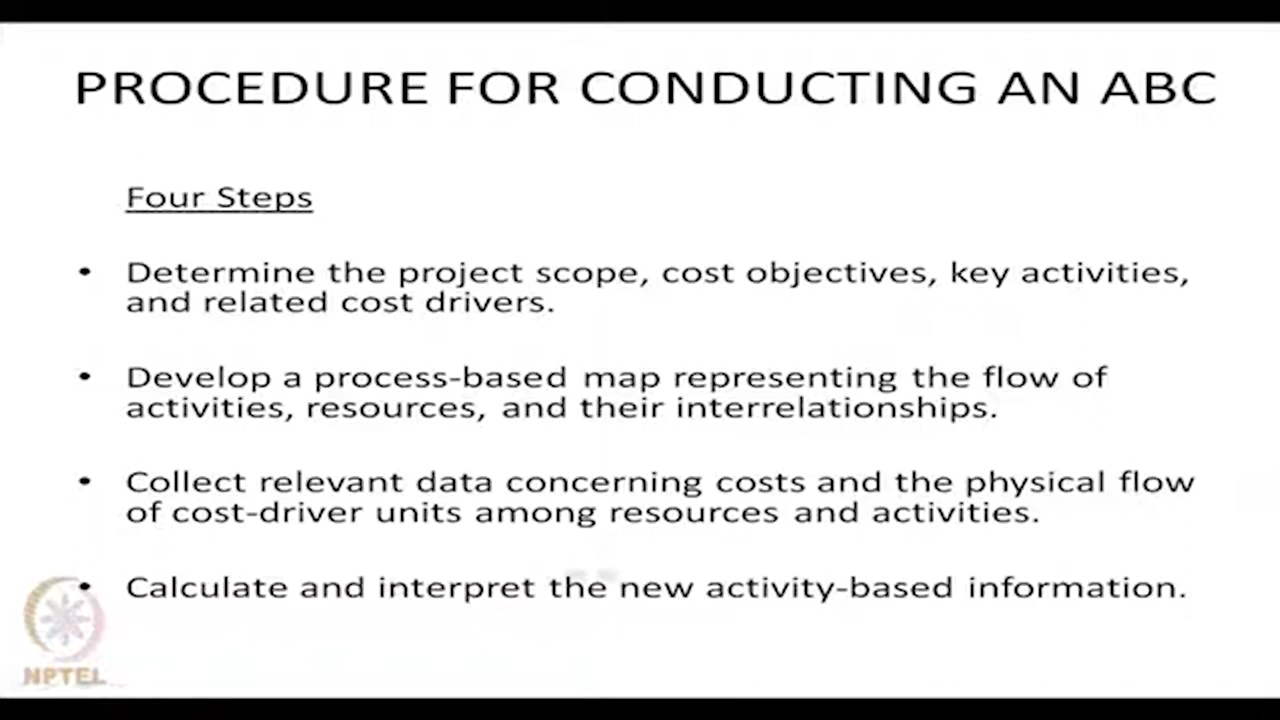 PROCEDURE FOR CONDUCTING AN ABC
Four Steps
• Determine the project scope, cost objectives, key activities,
and related cost drivers.
• Develop a process-based map representing the flow of
activities, resources, and their interrelationships.
• Collect relevant data concerning costs and the physical flow
of cost-driver units among resources and activities.
• Calculate and interpret the new activity-based information.
NPTEL